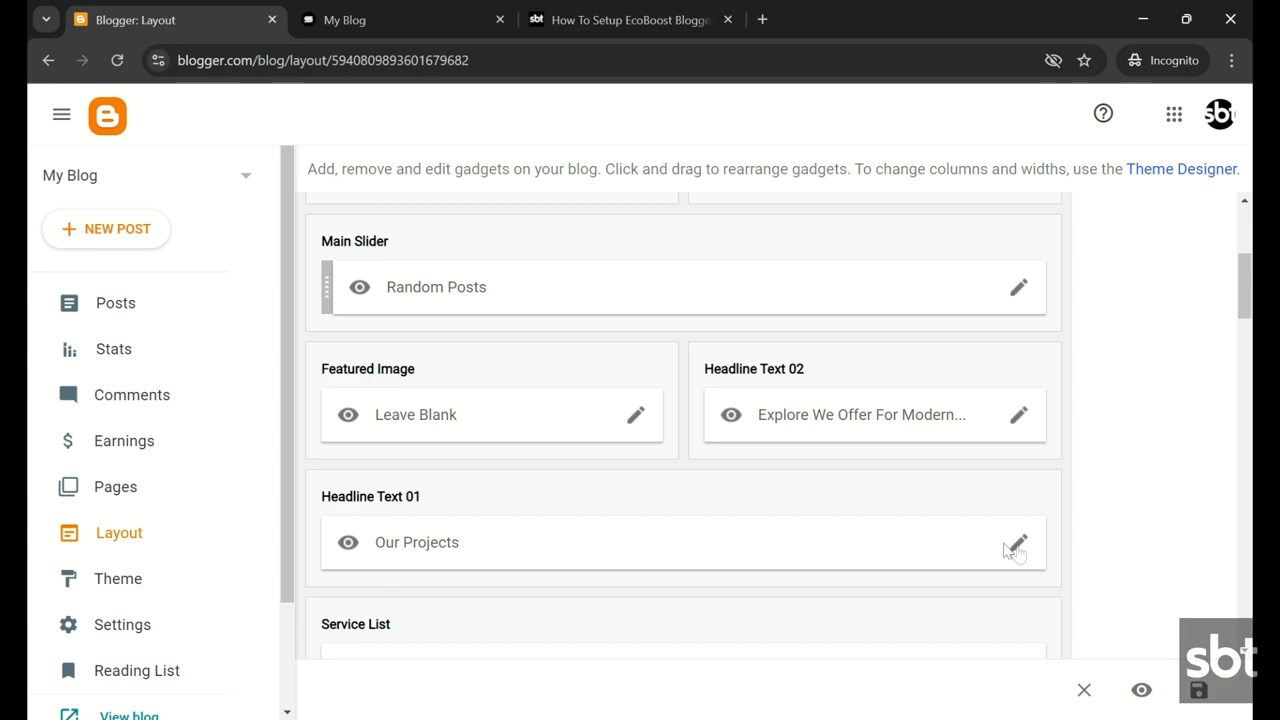 Blogger: Layout
My Blog
sbt How To Setup EcoBoost Blogge
blogger.com/blog/layout/5940809893601679682
Incognito
sbt
My Blog
Add, remove and edit gadgets on your blog. Click and drag to rearrange gadgets. To change columns and widths, use the Theme Designer.
NEW POST
Posts
Stats
Comments
Earnings
Pages
Layout
Theme
Settings
Reading List
View blog
Main Slider
Random Posts
Featured Image
Leave Blank
Headline Text 02
Explore We Offer For Modern...
Headline Text 01
Our Projects
Service List
sbt